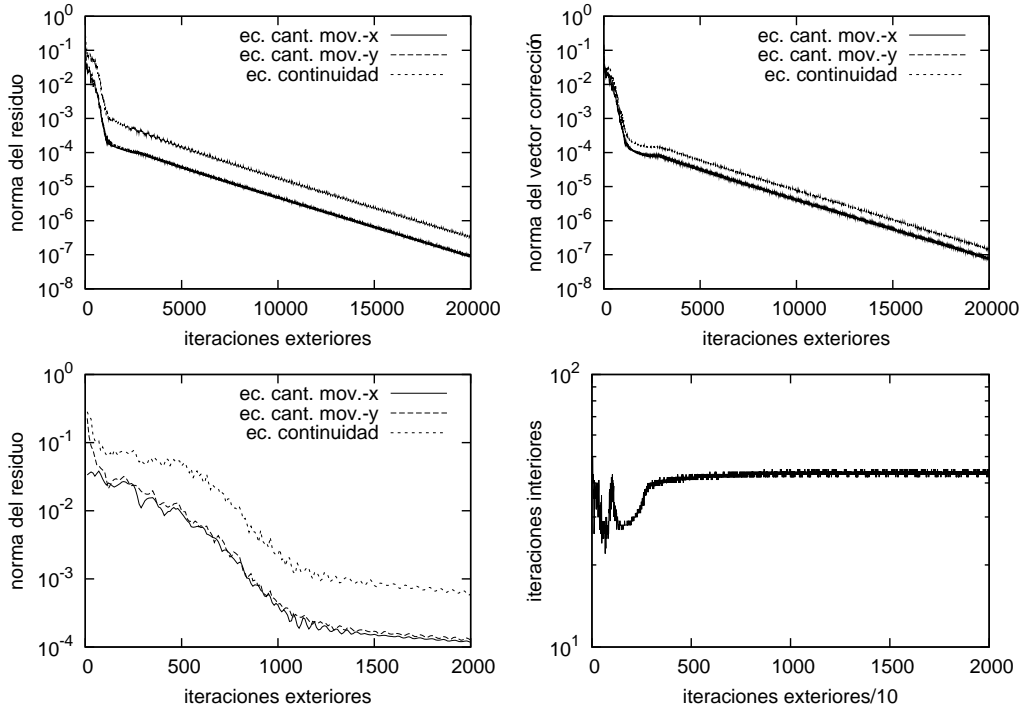 norma del residuo
10^0
10^-1
10^-2
10^-3
10^-4
10^-5
10^-6
10^-7
10^-8
ec. cant. mov.-x
ec. cant. mov.-y
ec. continuidad
0 5000 10000 15000 20000
iteraciones exteriores
norma del vector corrección
10^0
10^-1
10^-2
10^-3
10^-4
10^-5
10^-6
10^-7
10^-8
ec. cant. mov.-x
ec. cant. mov.-y
ec. continuidad
0 5000 10000 15000 20000
iteraciones exteriores
norma del residuo
10^0
10^-1
10^-2
10^-3
10^-4
ec. cant. mov.-x
ec. cant. mov.-y
ec. continuidad
0 500 1000 1500 2000
iteraciones exteriores
iteraciones interiores
10^2
10^1
0 500 1000 1500 2000
iteraciones exteriores/10